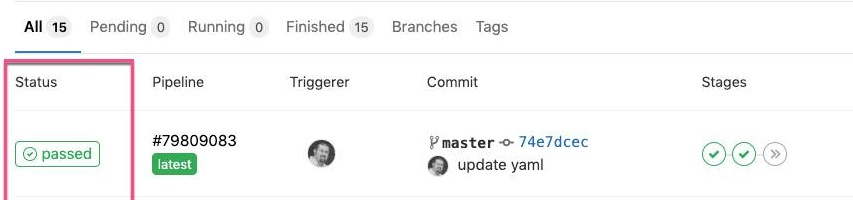 All 15 Pending 0 Running 0 Finished 15 Branches Tags
Status Pipeline Triggerer Commit Stages
passed #79809083 master 74e7dcec
latest update yaml